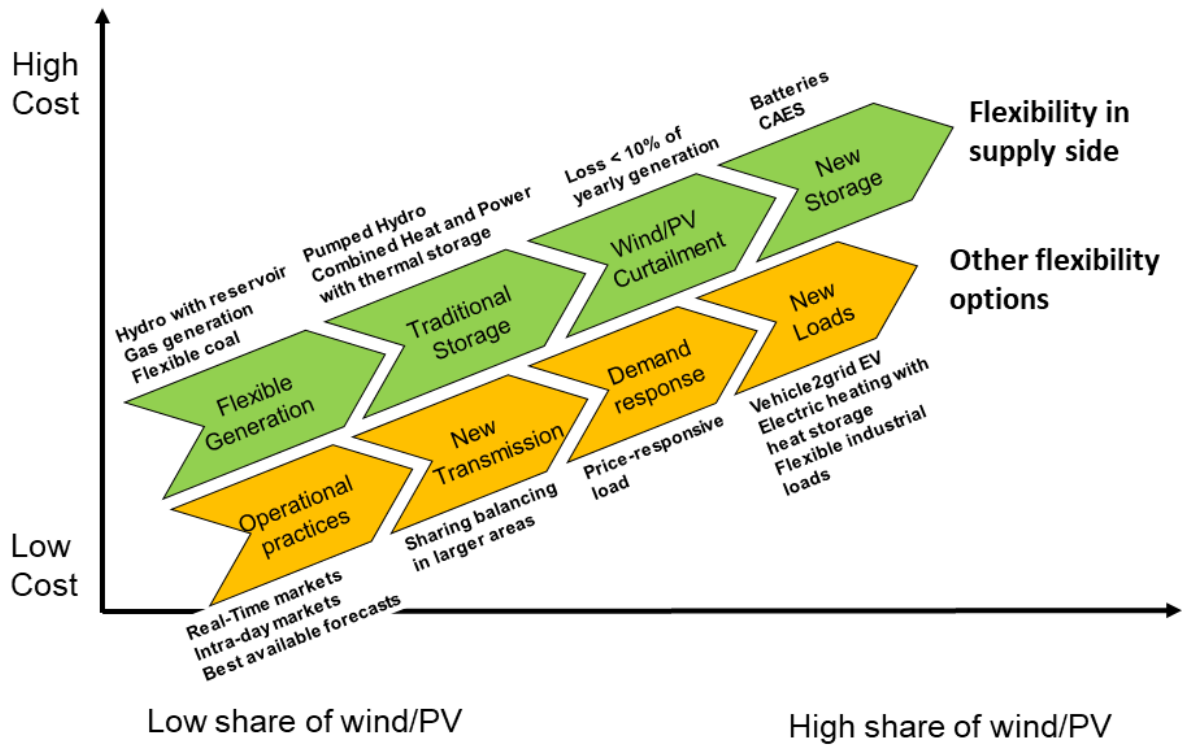 High
Cost
Batteries
CAES
Flexibility in
supply side
New
Storage
Loss < 10% of
yearly generation
Wind/PV
Curtailment
Pumped Hydro
Combined Heat and Power
with thermal storage
Traditional
Storage
Hydro with reservoir
Gas generation
Flexible coal
Flexible
Generation
Other flexibility
options
New
Loads
Vehicle2grid EV
Electric heating with
heat storage
Flexible industrial
loads
Demand
response
Price-responsive
load
New
Transmission
Sharing balancing
in larger areas
Operational
practices
Real-Time markets
Intra-day markets
Best available forecasts
Low
Cost
Low share of wind/PV
High share of wind/PV